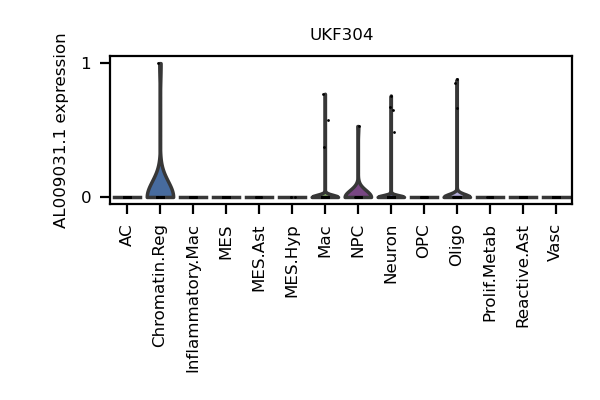 UKF304
AL009031.1 expression
1
0
AC
Chromatin.Reg
Inflammatory.Mac
MES
MES.Ast
MES.Hyp
Mac
NPC
Neuron
OPC
Oligo
Prolif.Metab
Reactive.Ast
Vasc